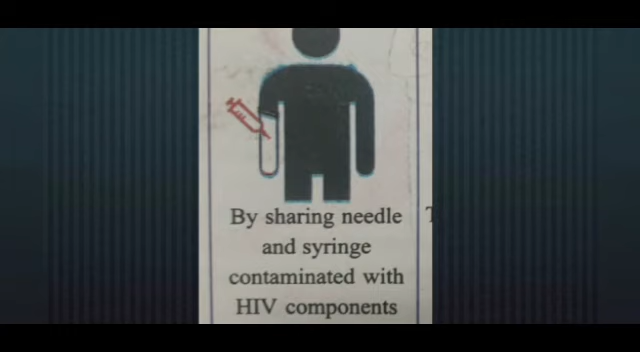 By sharing needle
and syringe
contaminated with
HIV components